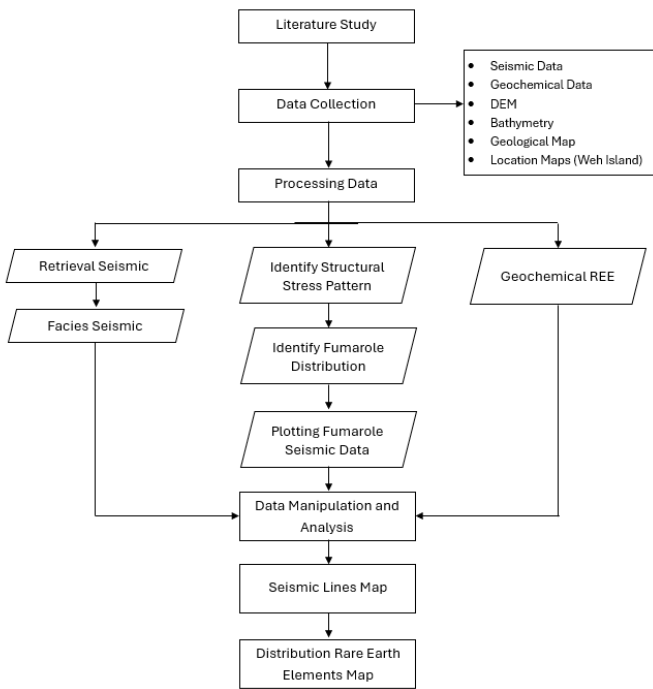 Literature Study
Data Collection
• Seismic Data
• Geochemical Data
• DEM
• Bathymetry
• Geological Map
• Location Maps (Weh Island)
Processing Data
Retrieval Seismic
Facies Seismic
Identify Structural
Stress Pattern
Identify Fumarole
Distribution
Plotting Fumarole
Seismic Data
Geochemical REE
Data Manipulation and
Analysis
Seismic Lines Map
Distribution Rare Earth
Elements Map